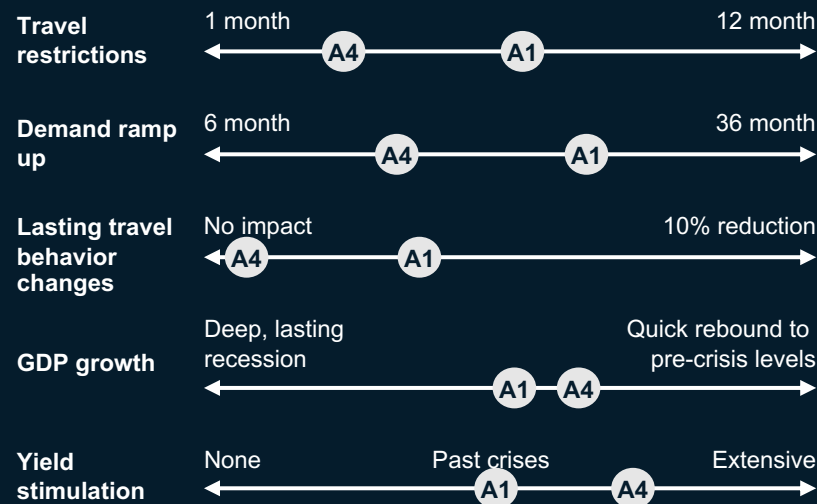 Travel
restrictions
1 month
12 month
A4
A1
Demand ramp
up
6 month
36 month
A4
A1
Lasting travel
behavior
changes
No impact
10% reduction
A4
A1
GDP growth
Deep, lasting
recession
Quick rebound to
pre-crisis levels
A1
A4
Yield
stimulation
None
Past crises
Extensive
A1
A4